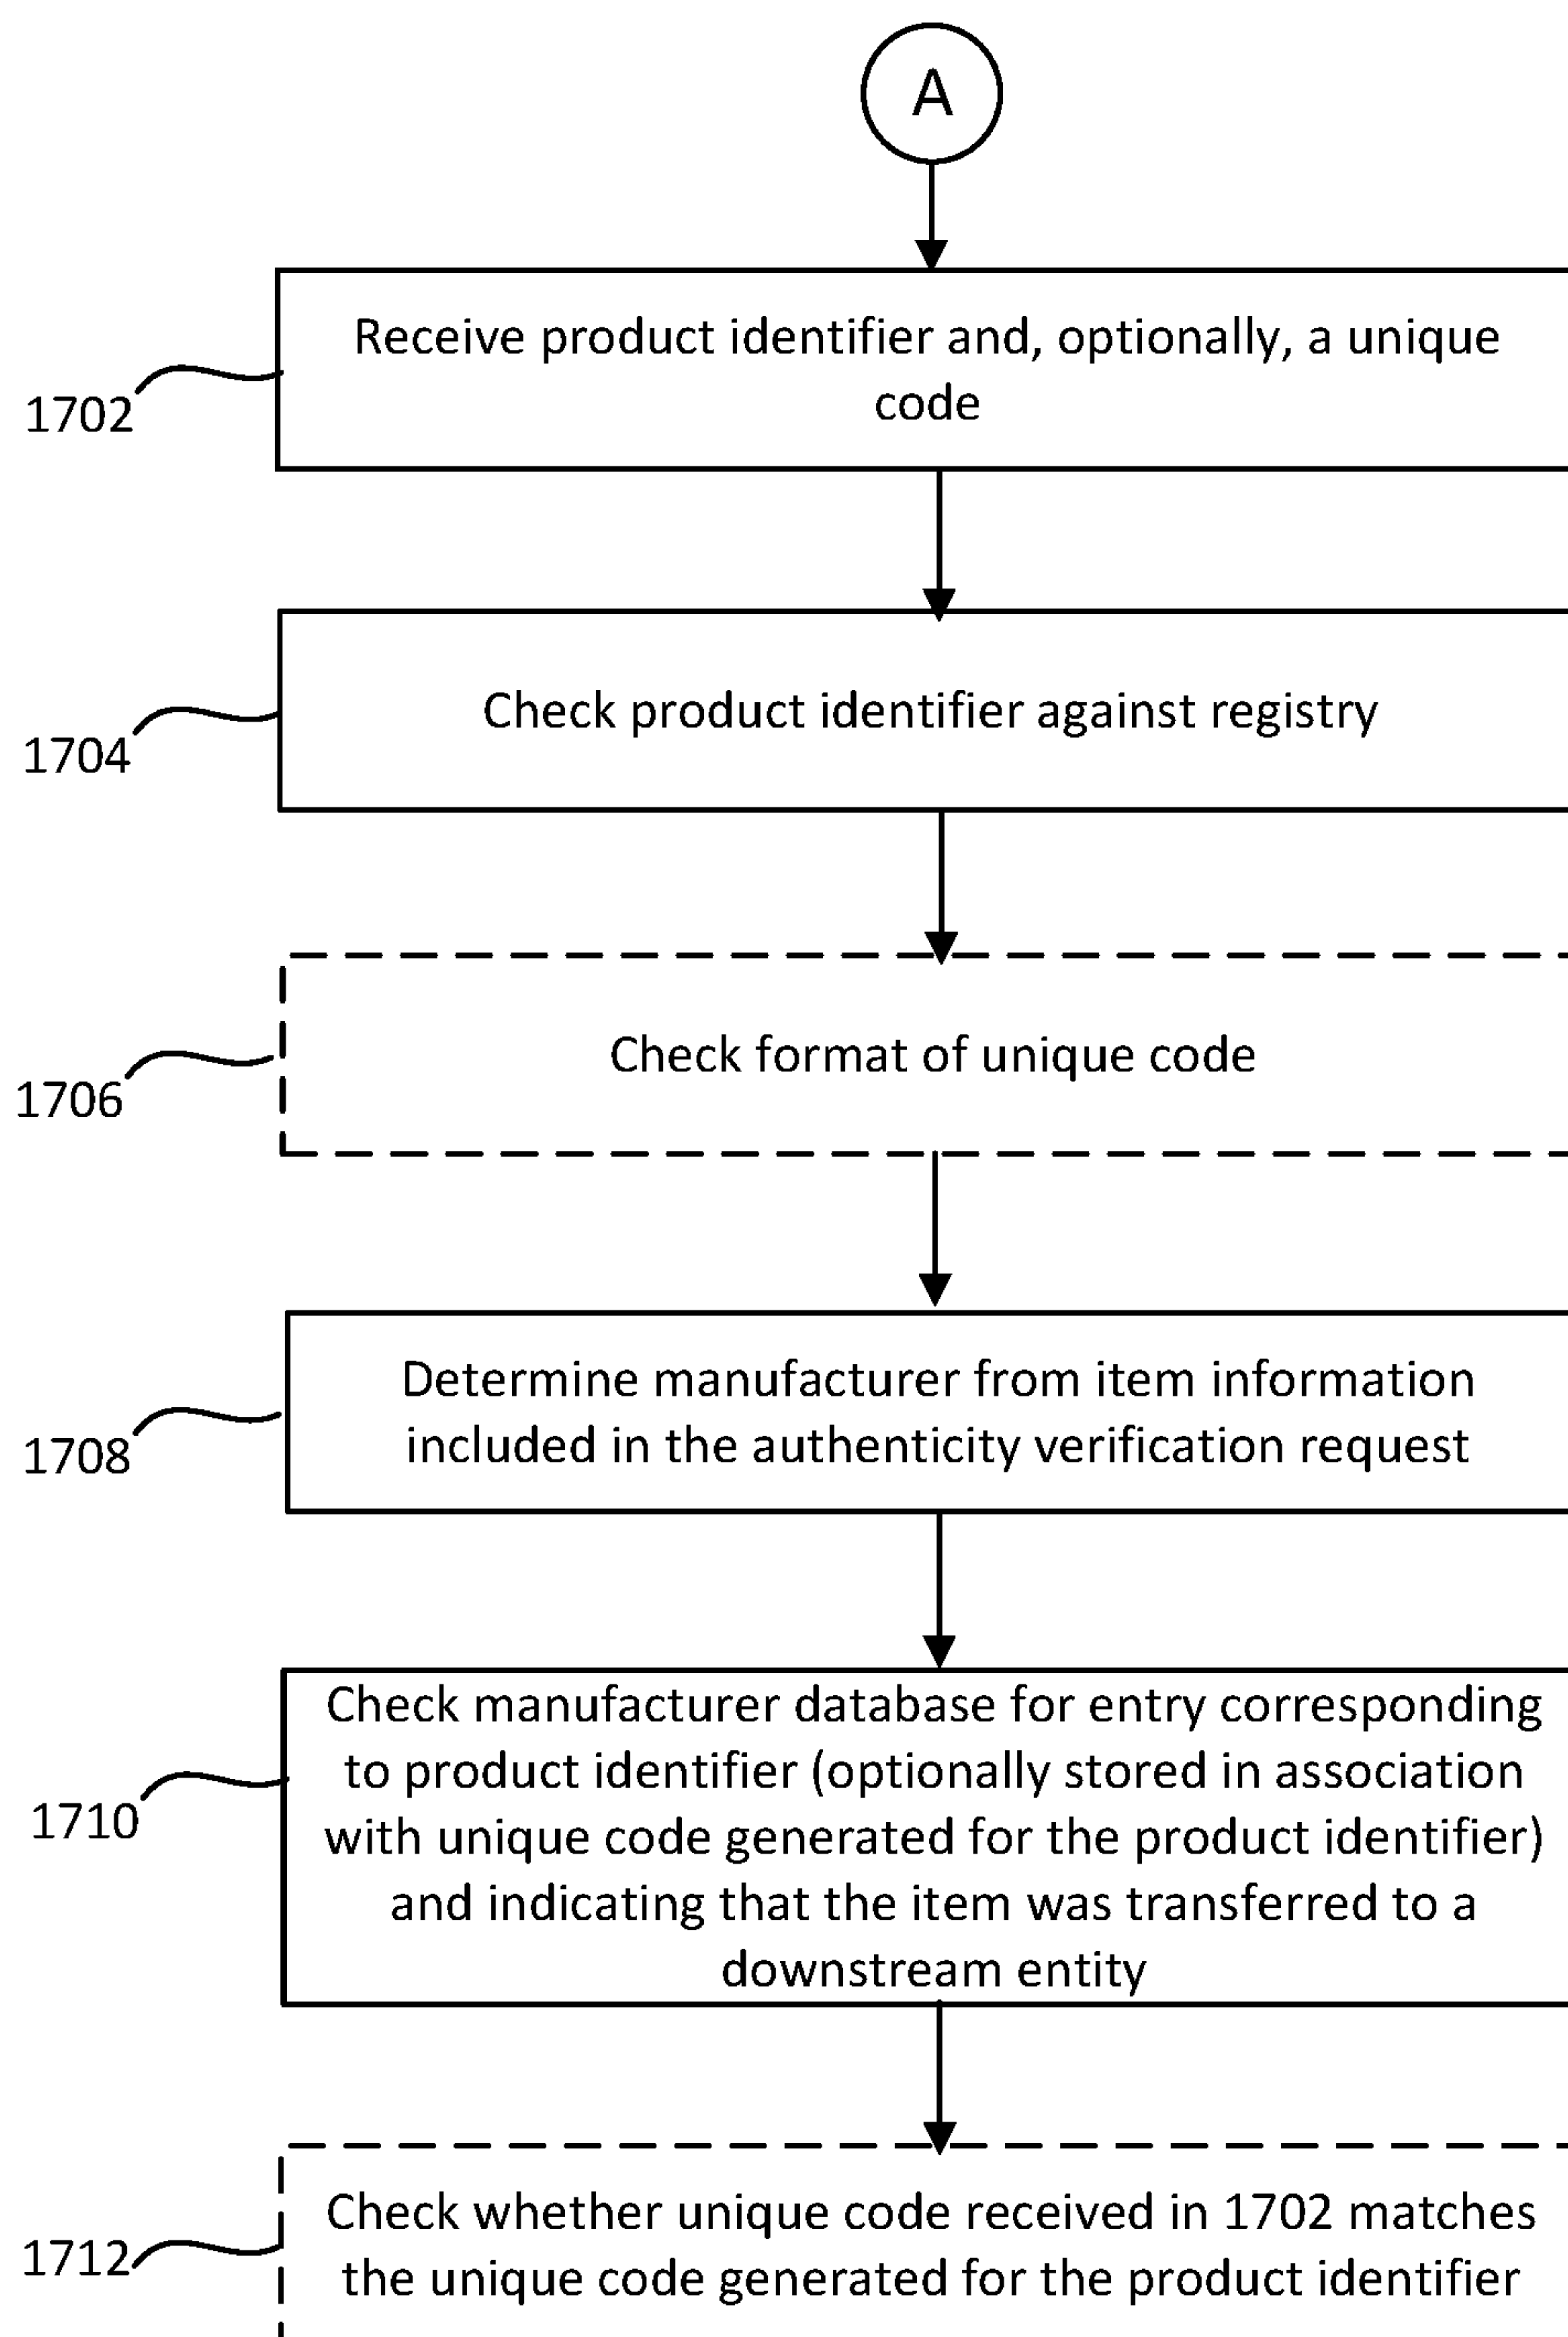 A
Receive product identifier and, optionally, a unique
code
1702
Check product identifier against registry
1704
Check format of unique code
1706
Determine manufacturer from item information
included in the authenticity verification request
1708
Check manufacturer database for entry corresponding
to product identifier (optionally stored in association
with unique code generated for the product identifier)
and indicating that the item was transferred to a
downstream entity
1710
Check whether unique code received in 1702 matches
the unique code generated for the product identifier
1712